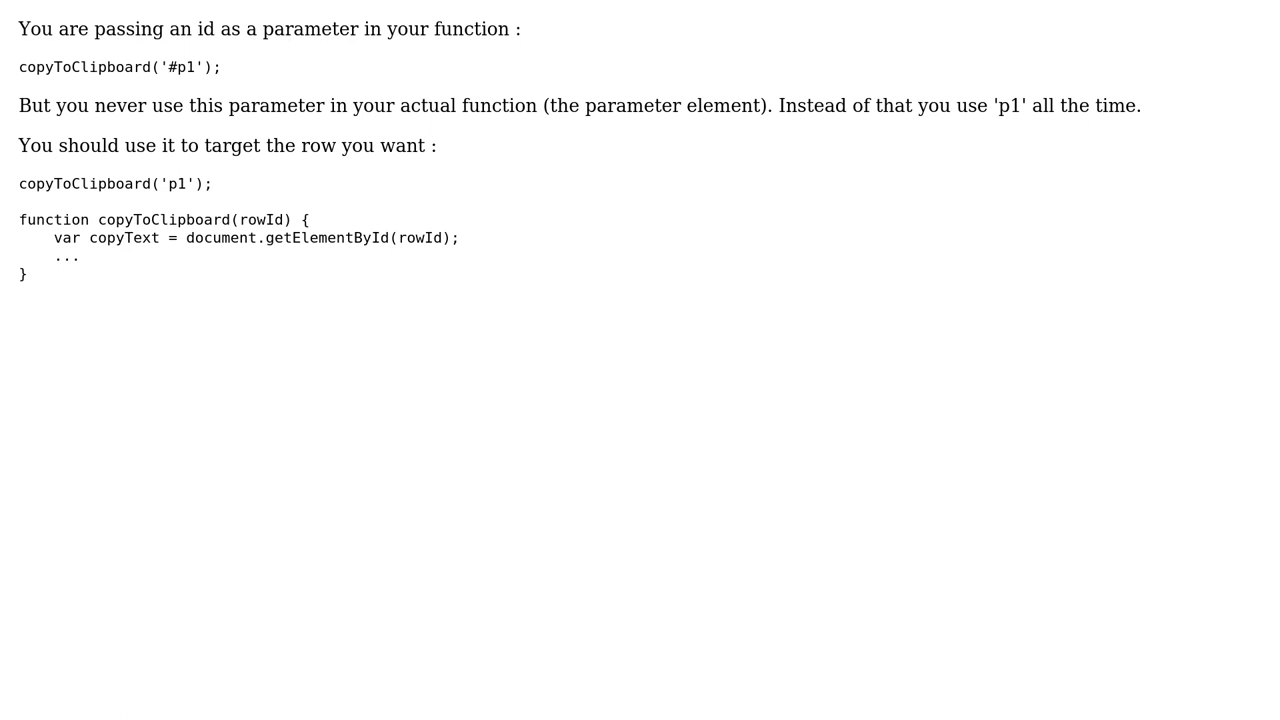 You are passing an id as a parameter in your function :
copyToClipboard('#p1');
But you never use this parameter in your actual function (the parameter element). Instead of that you use 'p1' all the time.
You should use it to target the row you want :
copyToClipboard('p1');
function copyToClipboard(rowId) {
    var copyText = document.getElementById(rowId);
    ...
}